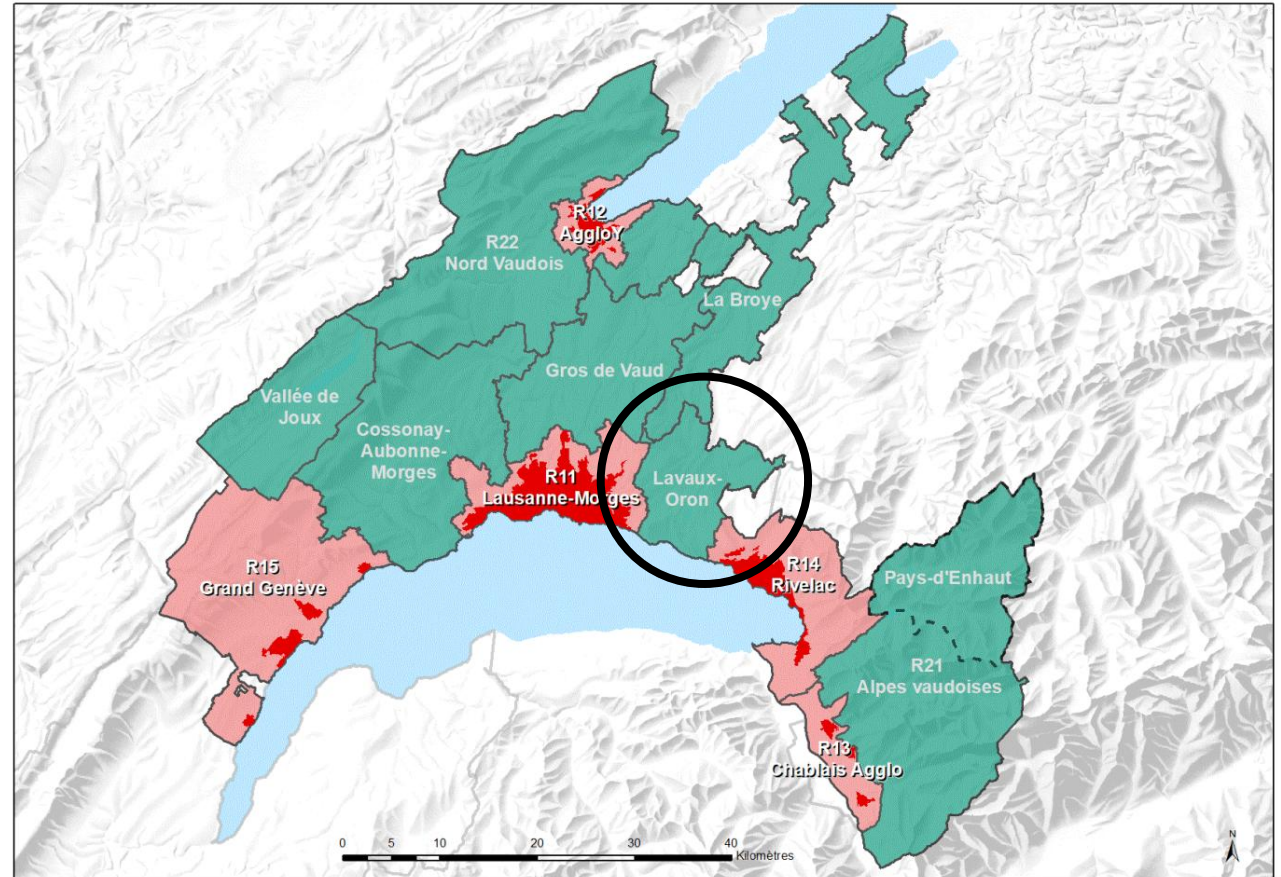 R12
AggloY
R22
Nord Vaudois
La Broye
Gros de Vaud
Vallée de
Joux
Cossonay-
Aubonne-
Morges
R11
Lausanne-Morges
Lavaux-
Oron
R15
Grand Genève
R14
Rivelac
Pays-d'Enhaut
R21
Alpes vaudoises
R13
Chablais Agglo
0 5 10 20 30 40
Kilomètres
N